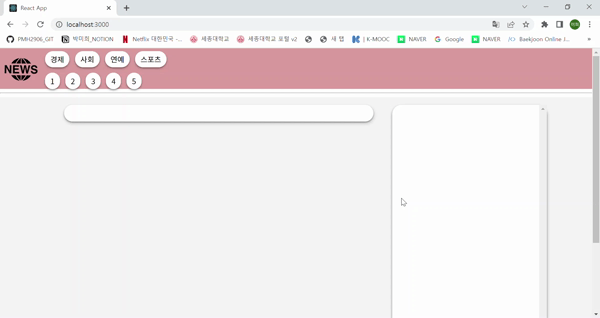 React App
localhost:3000
PMH2906_GIT
박미희_NOTION
Netflix 대한민국 -...
세종대학교
세종대학교 포털 v2
새 탭
| K-MOOC
NAVER
Google
NAVER
Baekjoon Online J...
NEWS
경제
사회
연예
스포츠
1
2
3
4
5